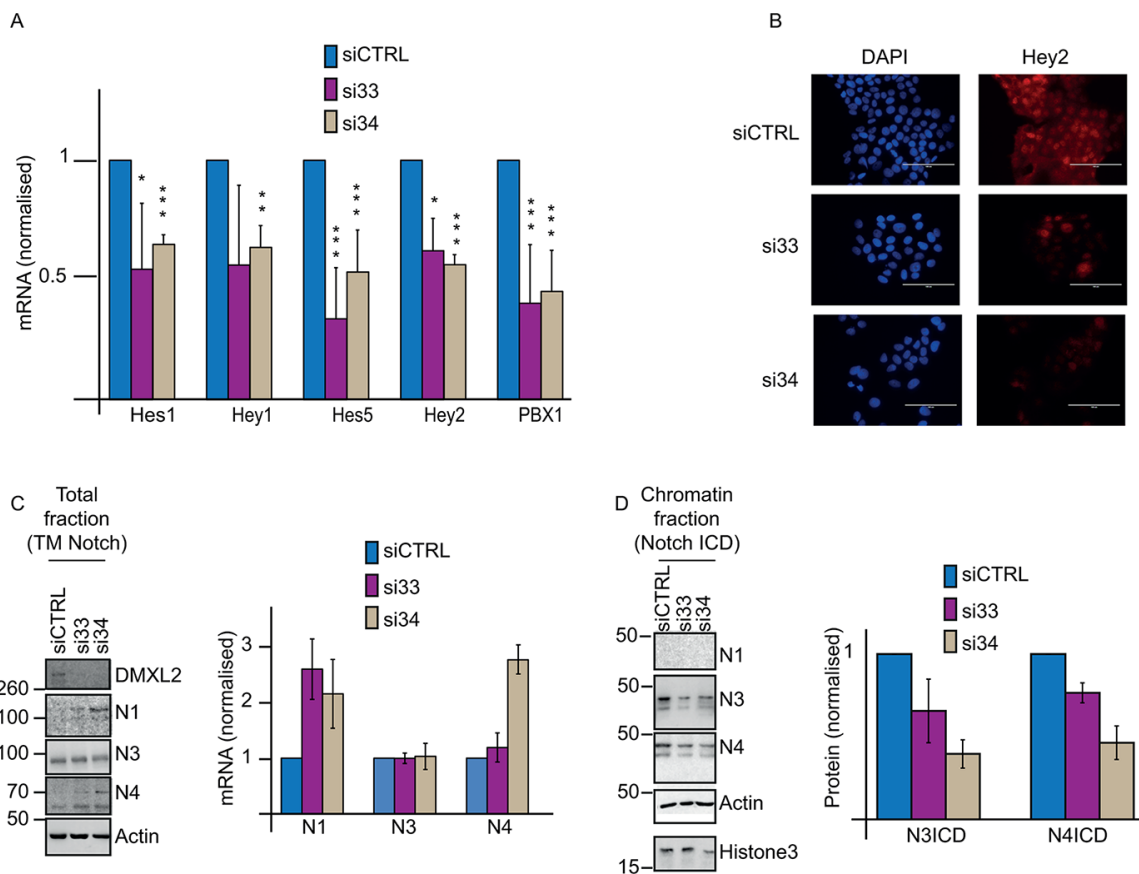 A
siCTRL
si33
si34
mRNA (normalised)
1
0.5
*
***
**
***
***
*
***
***
***
Hes1
Hey1
Hes5
Hey2
PBX1
B
DAPI
Hey2
siCTRL
si33
si34
C
Total
fraction
(TM Notch)
siCTRL
si33
si34
DMXL2
260
N1
100
100
N3
70
N4
50
Actin
siCTRL
si33
si34
mRNA (normalised)
3
2
1
N1
N3
N4
D
Chromatin
fraction
(Notch ICD)
siCTRL
si33
si34
50
N1
50
N3
50
N4
50
Actin
Histone3
15
siCTRL
si33
si34
Protein (normalised)
1
N3ICD
N4ICD